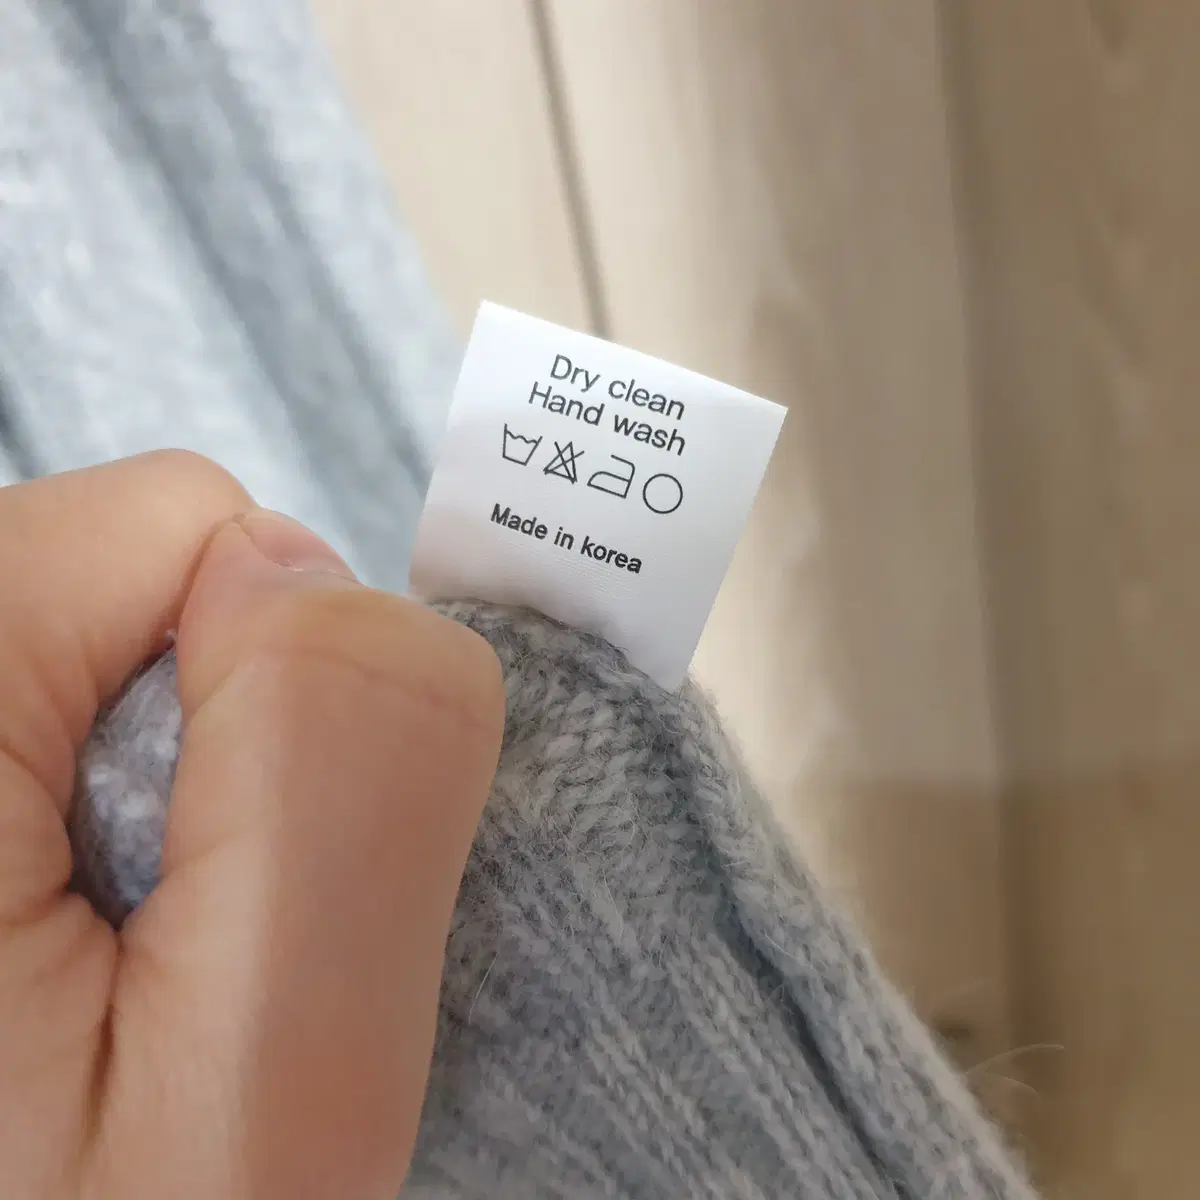 Dry clean
Hand wash
Made in korea